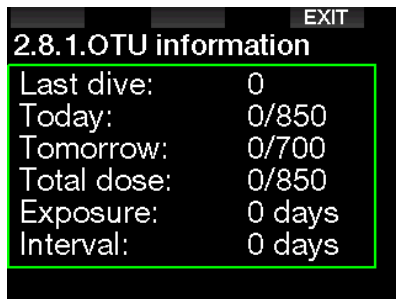 EXIT
2.8.1.OTU information
Last dive: 0
Today: 0/850
Tomorrow: 0/700
Total dose: 0/850
Exposure: 0 days
Interval: 0 days